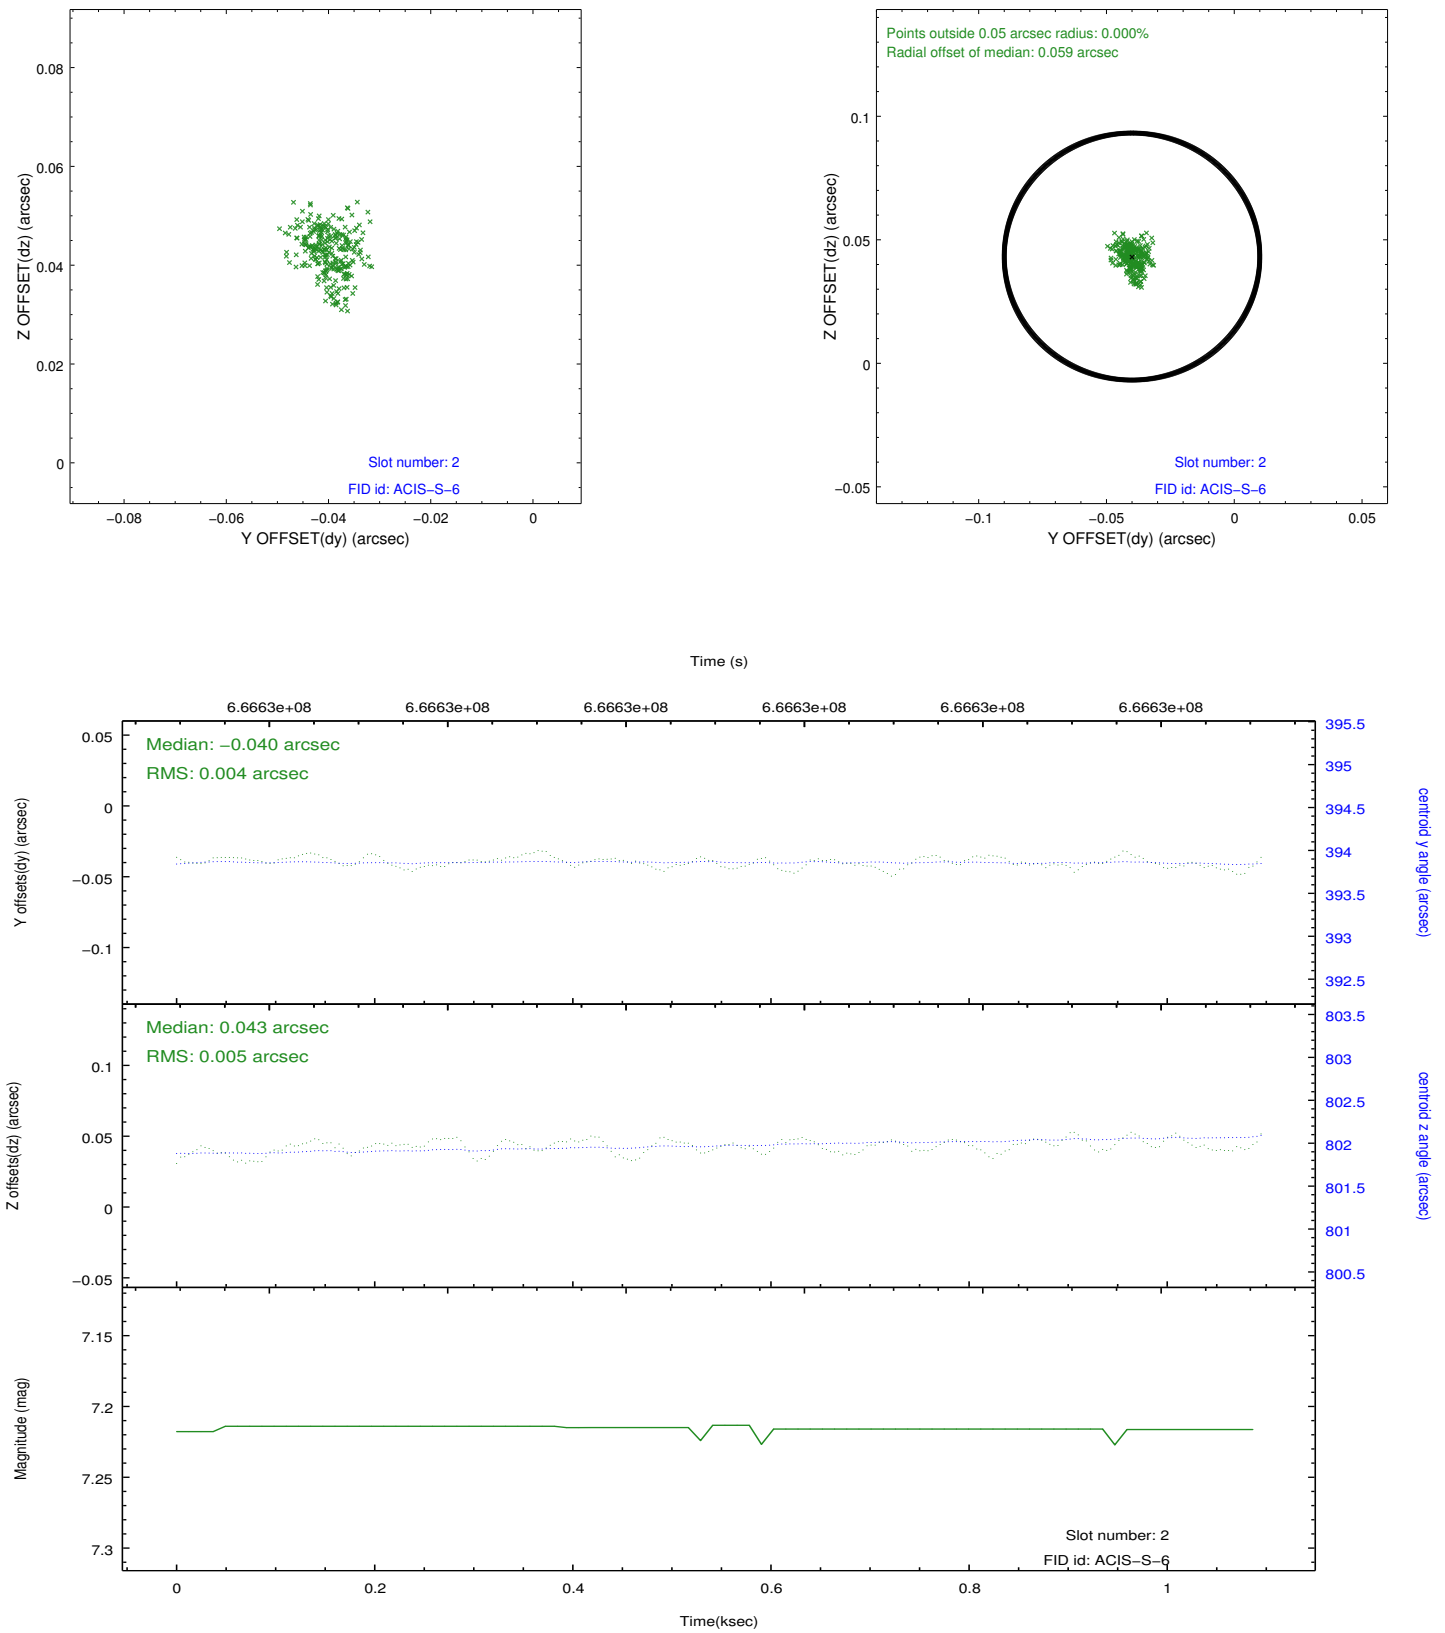 0.08
0.06
0.04
0.02
0
Z OFFSET(dz) (arcsec)
Slot number: 2
FID id: ACIS−S−6
−0.08
−0.06
−0.04
−0.02
0
Y OFFSET(dy) (arcsec)
Points outside 0.05 arcsec radius: 0.000%
Radial offset of median: 0.059 arcsec
0.1
0.05
0
−0.05
Z OFFSET(dz) (arcsec)
Slot number: 2
FID id: ACIS−S−6
−0.1
−0.05
0
0.05
Y OFFSET(dy) (arcsec)
Time (s)
6.6663e+08
6.6663e+08
6.6663e+08
6.6663e+08
6.6663e+08
6.6663e+08
Median: −0.040 arcsec
RMS: 0.004 arcsec
0.05
0
−0.05
−0.1
Y offsets(dy) (arcsec)
395.5
395
394.5
394
393.5
393
392.5
centroid y angle (arcsec)
Median: 0.043 arcsec
RMS: 0.005 arcsec
0.1
0.05
0
−0.05
Z offsets(dz) (arcsec)
803.5
803
802.5
802
801.5
801
800.5
centroid z angle (arcsec)
7.15
7.2
7.25
7.3
Magnitude (mag)
Slot number: 2
FID id: ACIS−S−6
0
0.2
0.4
0.6
0.8
1
Time(ksec)